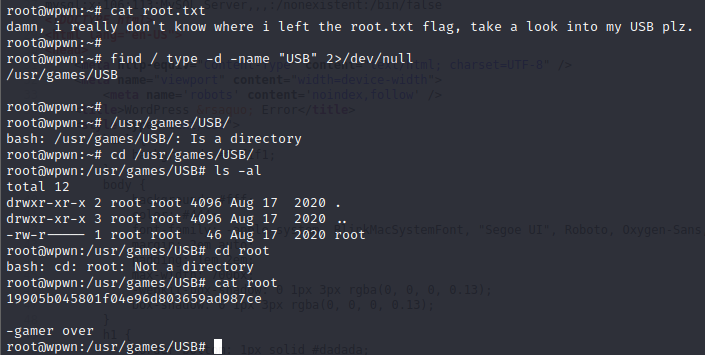 root@wpwn:~# cat root.txt
damn, i really don't know where i left the root.txt flag, take a look into my USB plz.
root@wpwn:~#
root@wpwn:~# find / type -d -name "USB" 2>/dev/null
/usr/games/USB
root@wpwn:~#
root@wpwn:~# /usr/games/USB/
bash: /usr/games/USB/: Is a directory
root@wpwn:~# cd /usr/games/USB/
root@wpwn:/usr/games/USB# ls -al
total 12
drwxr-xr-x 2 root root 4096 Aug 17  2020 .
drwxr-xr-x 3 root root 4096 Aug 17  2020 ..
-rw-r----- 1 root root   46 Aug 17  2020 root
root@wpwn:/usr/games/USB# cd root
bash: cd: root: Not a directory
root@wpwn:/usr/games/USB# cat root
19905b045801f04e96d803659ad987ce
-gamer over
root@wpwn:/usr/games/USB#